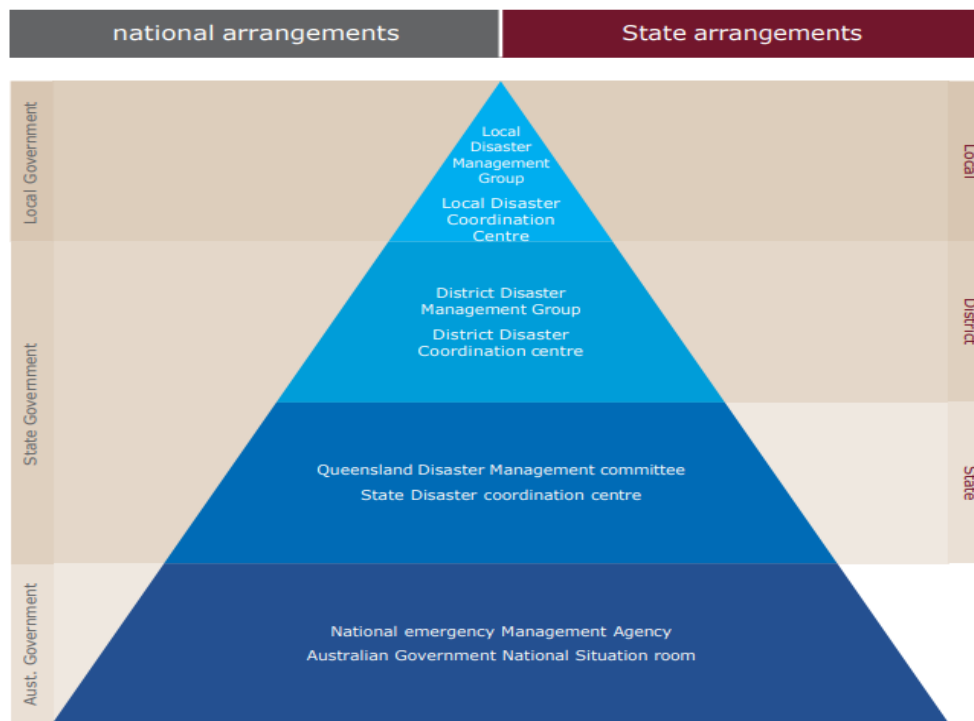 national arrangements
State arrangements
Local Government
Local
Disaster
Management
Group
Local Disaster
Coordination
Centre
Local
State Government
District Disaster
Management Group
District Disaster
Coordination centre
District
Queensland Disaster Management committee
State Disaster coordination centre
State
Aust. Government
National emergency Management Agency
Australian Government National Situation room